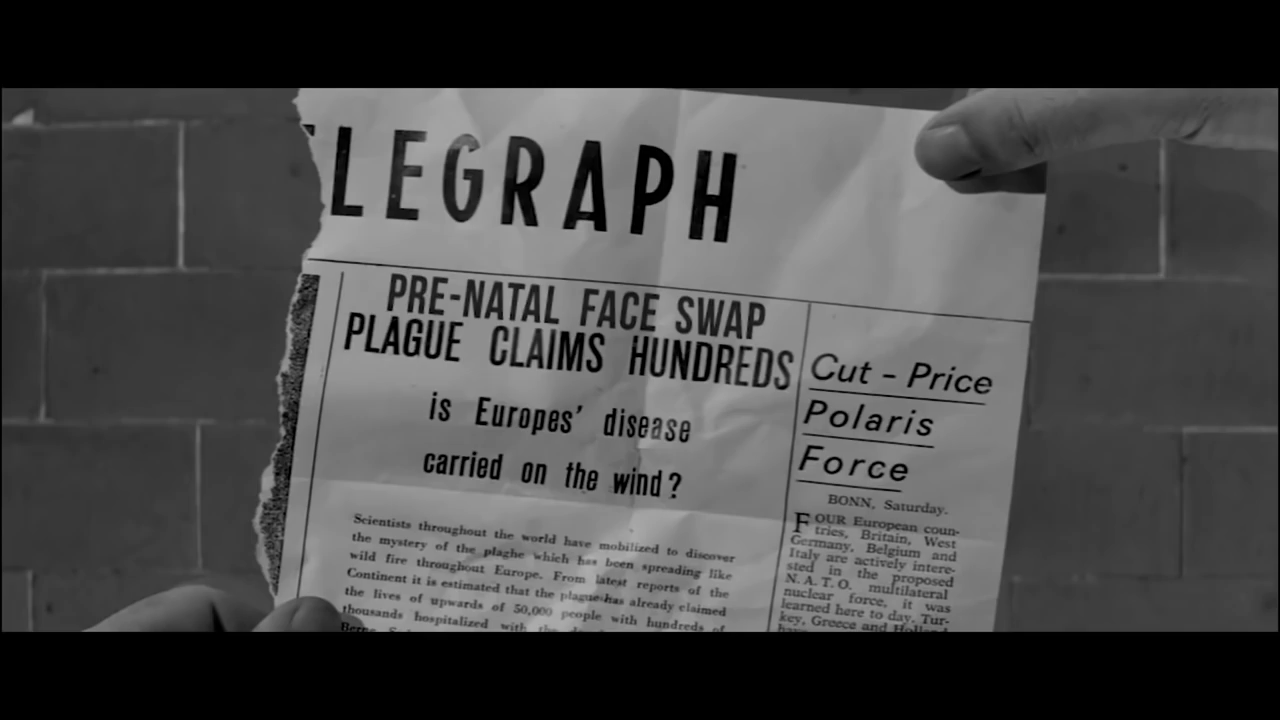 LEGRAPH
PRE-NATAL FACE SWAP
PLAGUE CLAIMS HUNDREDS
is Europes' disease
carried on the wind?
Scientists throughout the world have mobilized to discover
the mystery of the plaghe which has been spreading like
wild fire throughout Europe. From latest reports of the
Continent it is estimated that the plague has already claimed
the lives of upwards of 50,000 people with hundreds of
thousands hospitalized with the
Berne,
Cut - Price
Polaris
Force
BONN, Saturday.
FOUR European coun-
tries, Britain, West
Germany, Belgium and
Italy are actively intere-
sted in the proposed
N.A.T.O. multilateral
nuclear force, it was
learned here to day. Tur-
key, Greece and Holland
have